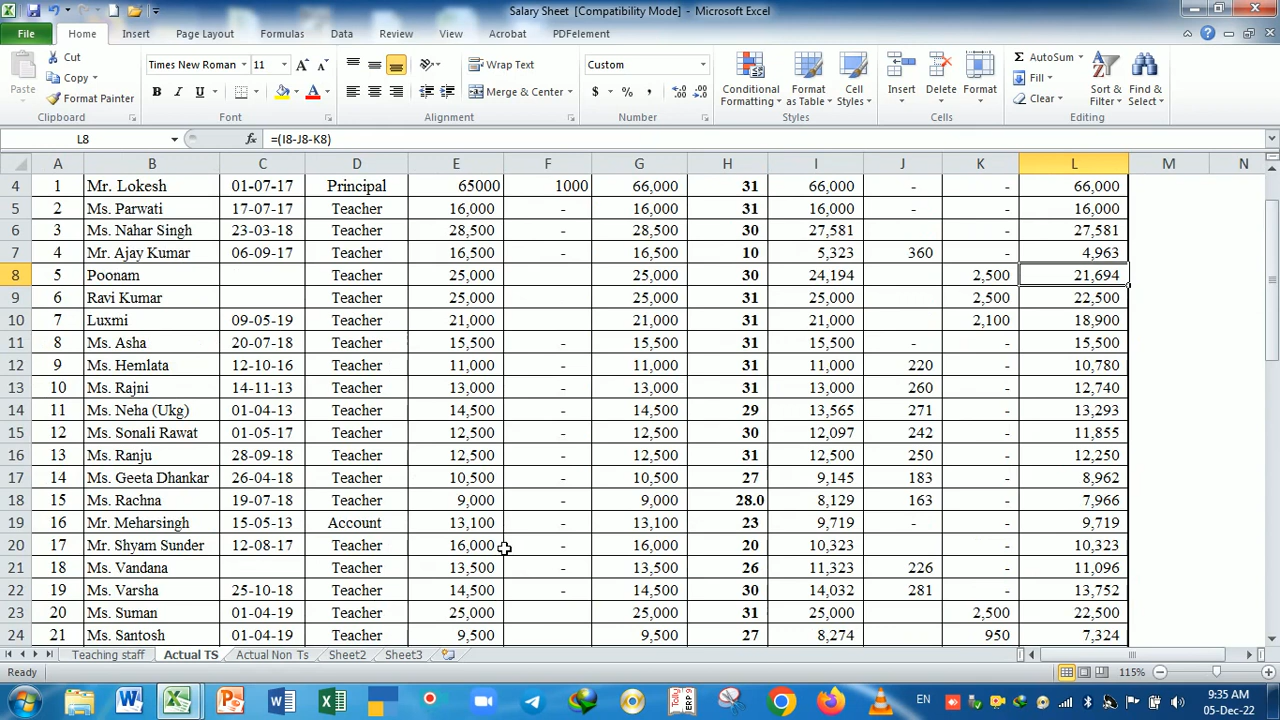 Salary Sheet [Compatibility Mode] - Microsoft Excel
File Home Insert Page Layout Formulas Data Review View Acrobat PDFelement
Paste
Cut
Copy
Format Painter
Clipboard
Times New Roman 11
B I U
Font
Wrap Text
Merge & Center
Alignment
Custom
$ % ,
Number
Conditional Formatting
Format as Table
Cell Styles
Styles
Insert Delete Format
Cells
AutoSum
Fill
Clear
Sort & Filter
Find & Select
Editing
L8 fx =(I8-J8-K8)
A B C D E F G H I J K L M N
4 1 Mr. Lokesh 01-07-17 Principal 65000 1000 66,000 31 66,000 - - 66,000
5 2 Ms. Parwati 17-07-17 Teacher 16,000 - 16,000 31 16,000 - - 16,000
6 3 Ms. Nahar Singh 23-03-18 Teacher 28,500 - 28,500 30 27,581 - 27,581
7 4 Mr. Ajay Kumar 06-09-17 Teacher 16,500 - 16,500 10 5,323 360 - 4,963
8 5 Poonam Teacher 25,000 25,000 30 24,194 2,500 21,694
9 6 Ravi Kumar Teacher 25,000 25,000 31 25,000 2,500 22,500
10 7 Luxmi 09-05-19 Teacher 21,000 21,000 31 21,000 2,100 18,900
11 8 Ms. Asha 20-07-18 Teacher 15,500 - 15,500 31 15,500 - - 15,500
12 9 Ms. Hemlata 12-10-16 Teacher 11,000 - 11,000 31 11,000 220 - 10,780
13 10 Ms. Rajni 14-11-13 Teacher 13,000 - 13,000 31 13,000 260 - 12,740
14 11 Ms. Neha (Ukg) 01-04-13 Teacher 14,500 - 14,500 29 13,565 271 - 13,293
15 12 Ms. Sonali Rawat 01-05-17 Teacher 12,500 - 12,500 30 12,097 242 - 11,855
16 13 Ms. Ranju 28-09-18 Teacher 12,500 - 12,500 31 12,500 250 - 12,250
17 14 Ms. Geeta Dhankar 26-04-18 Teacher 10,500 - 10,500 27 9,145 183 - 8,962
18 15 Ms. Rachna 19-07-18 Teacher 9,000 - 9,000 28.0 8,129 163 - 7,966
19 16 Mr. Meharsingh 15-05-13 Account 13,100 - 13,100 23 9,719 - - 9,719
20 17 Mr. Shyam Sunder 12-08-17 Teacher 16,000 - 16,000 20 10,323 - 10,323
21 18 Ms. Vandana Teacher 13,500 - 13,500 26 11,323 226 - 11,096
22 19 Ms. Varsha 25-10-18 Teacher 14,500 - 14,500 30 14,032 281 - 13,752
23 20 Ms. Suman 01-04-19 Teacher 25,000 25,000 31 25,000 2,500 22,500
24 21 Ms. Santosh 01-04-19 Teacher 9,500 9,500 27 8,274 950 7,324
Teaching staff Actual TS Actual Non Ts Sheet2 Sheet3
Ready 115%
EN 9:35 AM
05-Dec-22